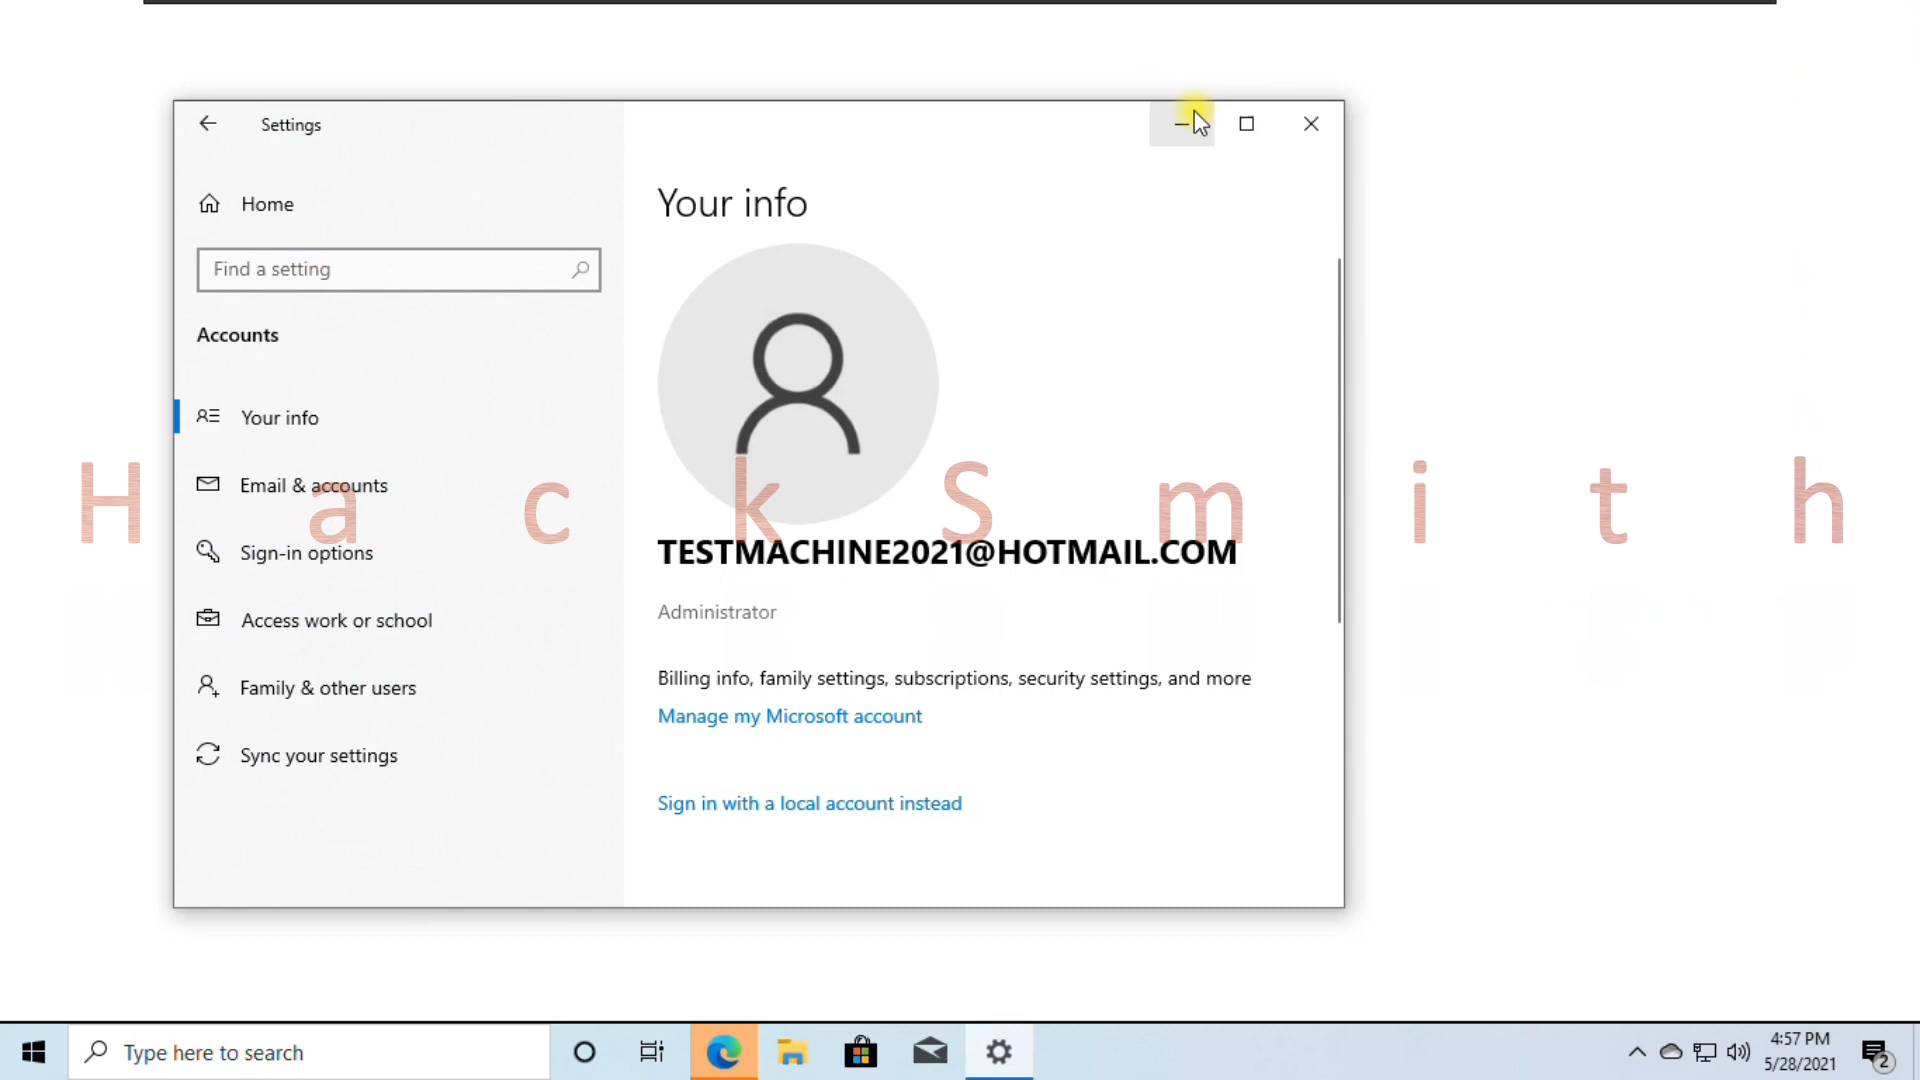 Settings
Home
Find a setting
Accounts
Your info
Email & accounts
Sign-in options
Access work or school
Family & other users
Sync your settings
Your info
TESTMACHINE2021@HOTMAIL.COM
Administrator
Billing info, family settings, subscriptions, security settings, and more
Manage my Microsoft account
Sign in with a local account instead
H a c k S m i t h
Type here to search
4:57 PM
5/28/2021
2